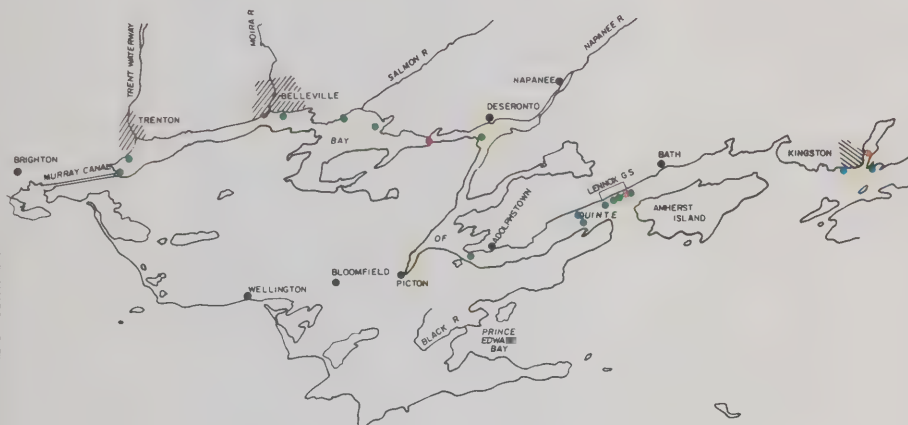 TRENT WATERWAY
MOIRA R
SALMON R
NAPANEE R
NAPANEE
BELLEVILLE
DESERONTO
TRENTON
BAY
BRIGHTON
MURRAY CANAL
BATH
KINGSTON
LENNOX G S
AMHERST
ISLAND
QUINTE
ADOLPHSTOWN
OF
BLOOMFIELD
PICTON
WELLINGTON
BLACK R
PRINCE
EDWARD
BAY